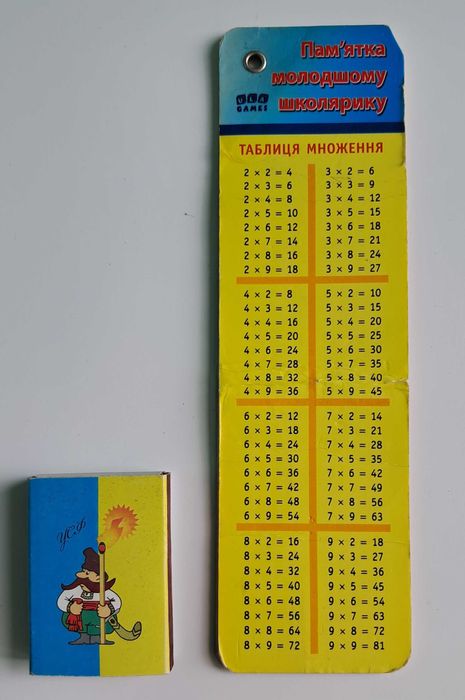 Пам'ятка
молодшому
школярику
UKR
GAMES
ТАБЛИЦЯ МНОЖЕННЯ
2 × 2 = 4
2 × 3 = 6
2 × 4 = 8
2 × 5 = 10
2 × 6 = 12
2 × 7 = 14
2 × 8 = 16
2 × 9 = 18
3 × 2 = 6
3 × 3 = 9
3 × 4 = 12
3 × 5 = 15
3 × 6 = 18
3 × 7 = 21
3 × 8 = 24
3 × 9 = 27
4 × 2 = 8
4 × 3 = 12
4 × 4 = 16
4 × 5 = 20
4 × 6 = 24
4 × 7 = 28
4 × 8 = 32
4 × 9 = 36
5 × 2 = 10
5 × 3 = 15
5 × 4 = 20
5 × 5 = 25
5 × 6 = 30
5 × 7 = 35
5 × 8 = 40
5 × 9 = 45
6 × 2 = 12
6 × 3 = 18
6 × 4 = 24
6 × 5 = 30
6 × 6 = 36
6 × 7 = 42
6 × 8 = 48
6 × 9 = 54
7 × 2 = 14
7 × 3 = 21
7 × 4 = 28
7 × 5 = 35
7 × 6 = 42
7 × 7 = 49
7 × 8 = 56
7 × 9 = 63
8 × 2 = 16
8 × 3 = 24
8 × 4 = 32
8 × 5 = 40
8 × 6 = 48
8 × 7 = 56
8 × 8 = 64
8 × 9 = 72
9 × 2 = 18
9 × 3 = 27
9 × 4 = 36
9 × 5 = 45
9 × 6 = 54
9 × 7 = 63
9 × 8 = 72
9 × 9 = 81
УСФ